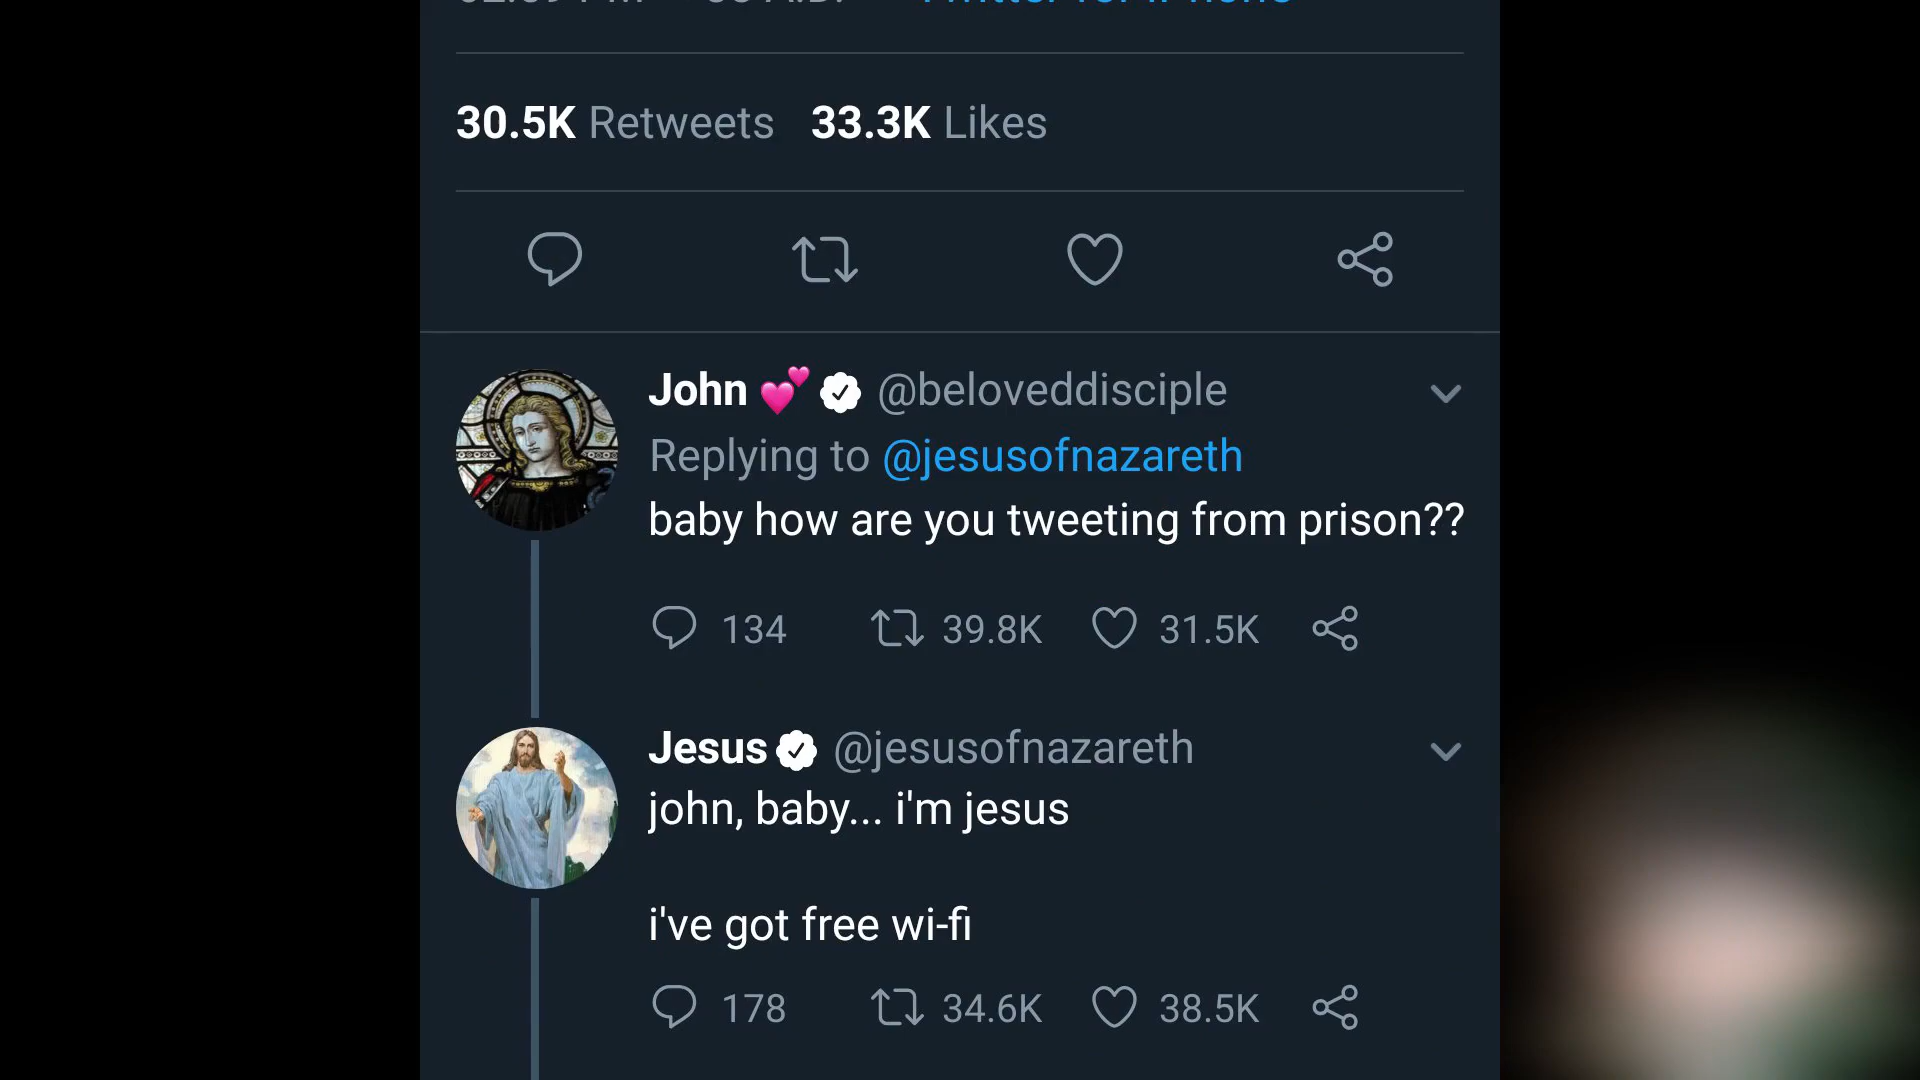 30.5K Retweets 33.3K Likes
John 💕 @beloveddisciple
Replying to @jesusofnazareth
baby how are you tweeting from prison??
134 39.8K 31.5K
Jesus @jesusofnazareth
john, baby... i'm jesus
i've got free wi-fi
178 34.6K 38.5K